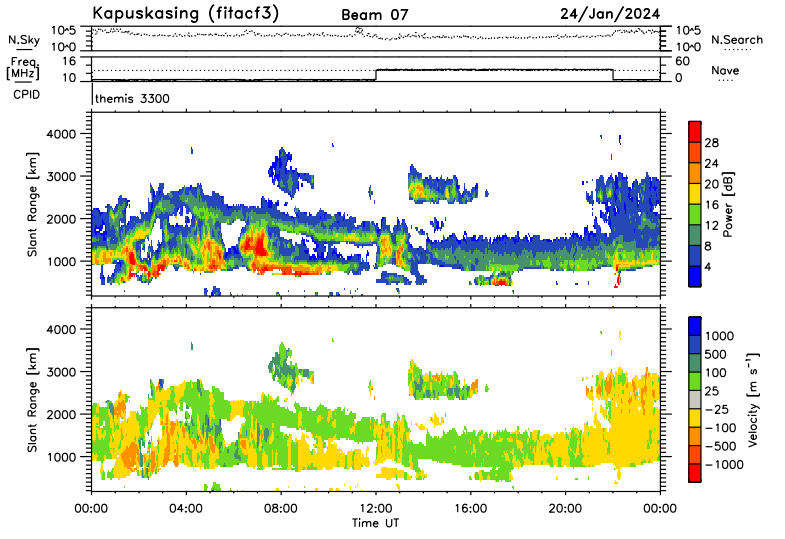 Kapuskasing (fitacf3) Beam 07 24/Jan/2024
N.Sky 10^5 10^0 10^5 10^0 N.Search
Freq. [MHz] 16 10 60 0 Nave
CPID themis 3300
Slant Range [km] 4000 3000 2000 1000
Power [dB] 28 24 20 16 12 8 4
Slant Range [km] 4000 3000 2000 1000
Velocity [m s⁻¹] 1000 500 100 25 −25 −100 −500 −1000
00:00 04:00 08:00 12:00 16:00 20:00 00:00
Time UT